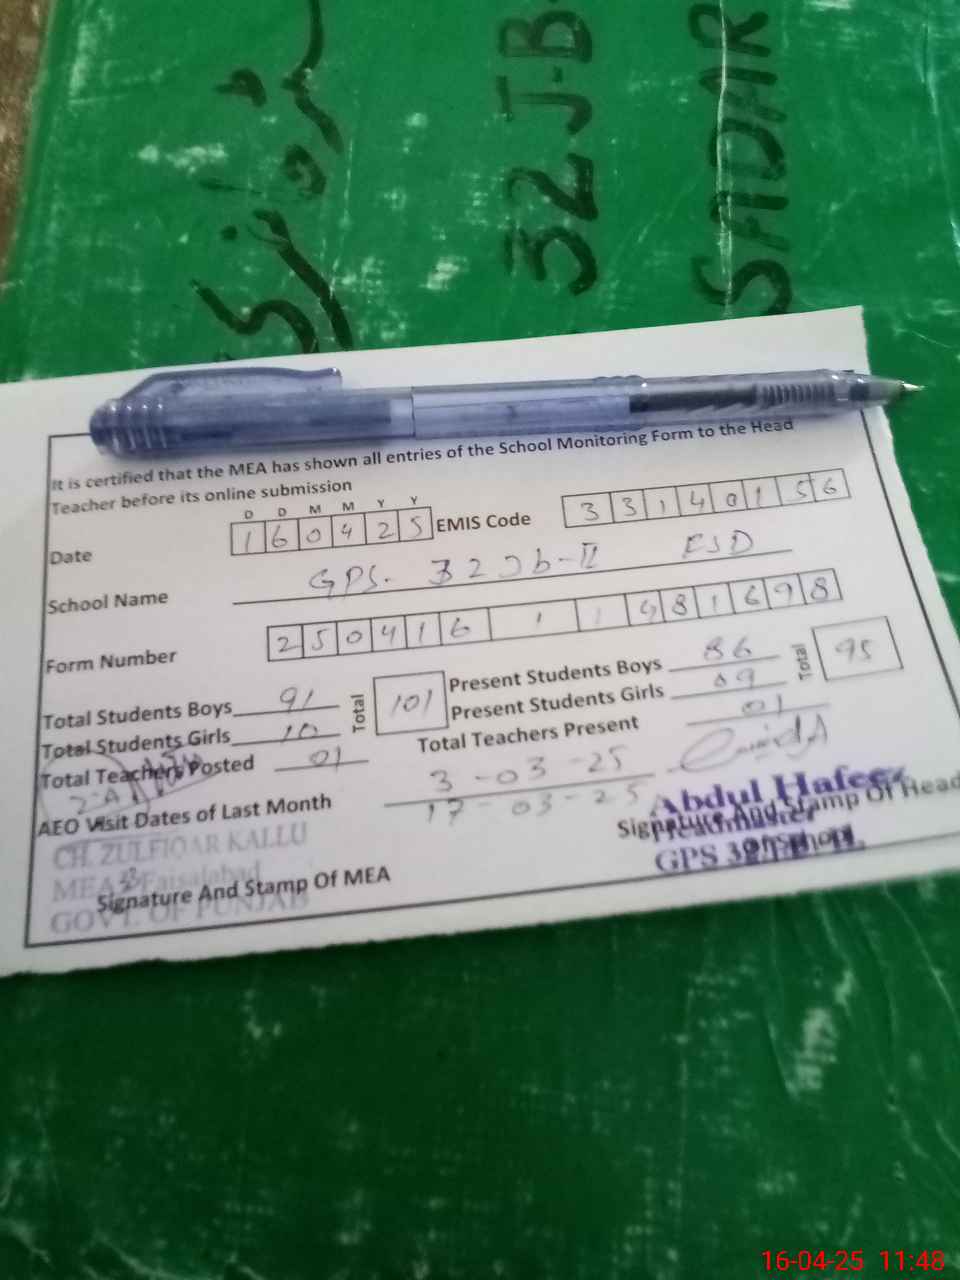 32 J-B
SADAR
It is certified that the MEA has shown all entries of the School Monitoring Form to the Head
Teacher before its online submission
D D M M Y Y
Date 1 6 0 4 2 5 EMIS Code 3 3 1 4 0 1 5 6
School Name GPS. 32 Jb-II FSD
Form Number 2 5 0 4 1 6 1 1 9 8 1 6 9 8
Total Students Boys 91 Total 101 Present Students Boys 86 Total 95
Total Students Girls 10 Present Students Girls 09
Total Teachers Posted 01 Total Teachers Present 01
AEO Visit Dates of Last Month 3-03-25
17-03-25
Abdul Hafeez
Signature And Stamp Of Head
Headmaster
GPS
CH. ZULFIQAR KALLU
MEA Faisalabad
Signature And Stamp Of MEA
GOVT. OF PUNJAB
16-04-25 11:48